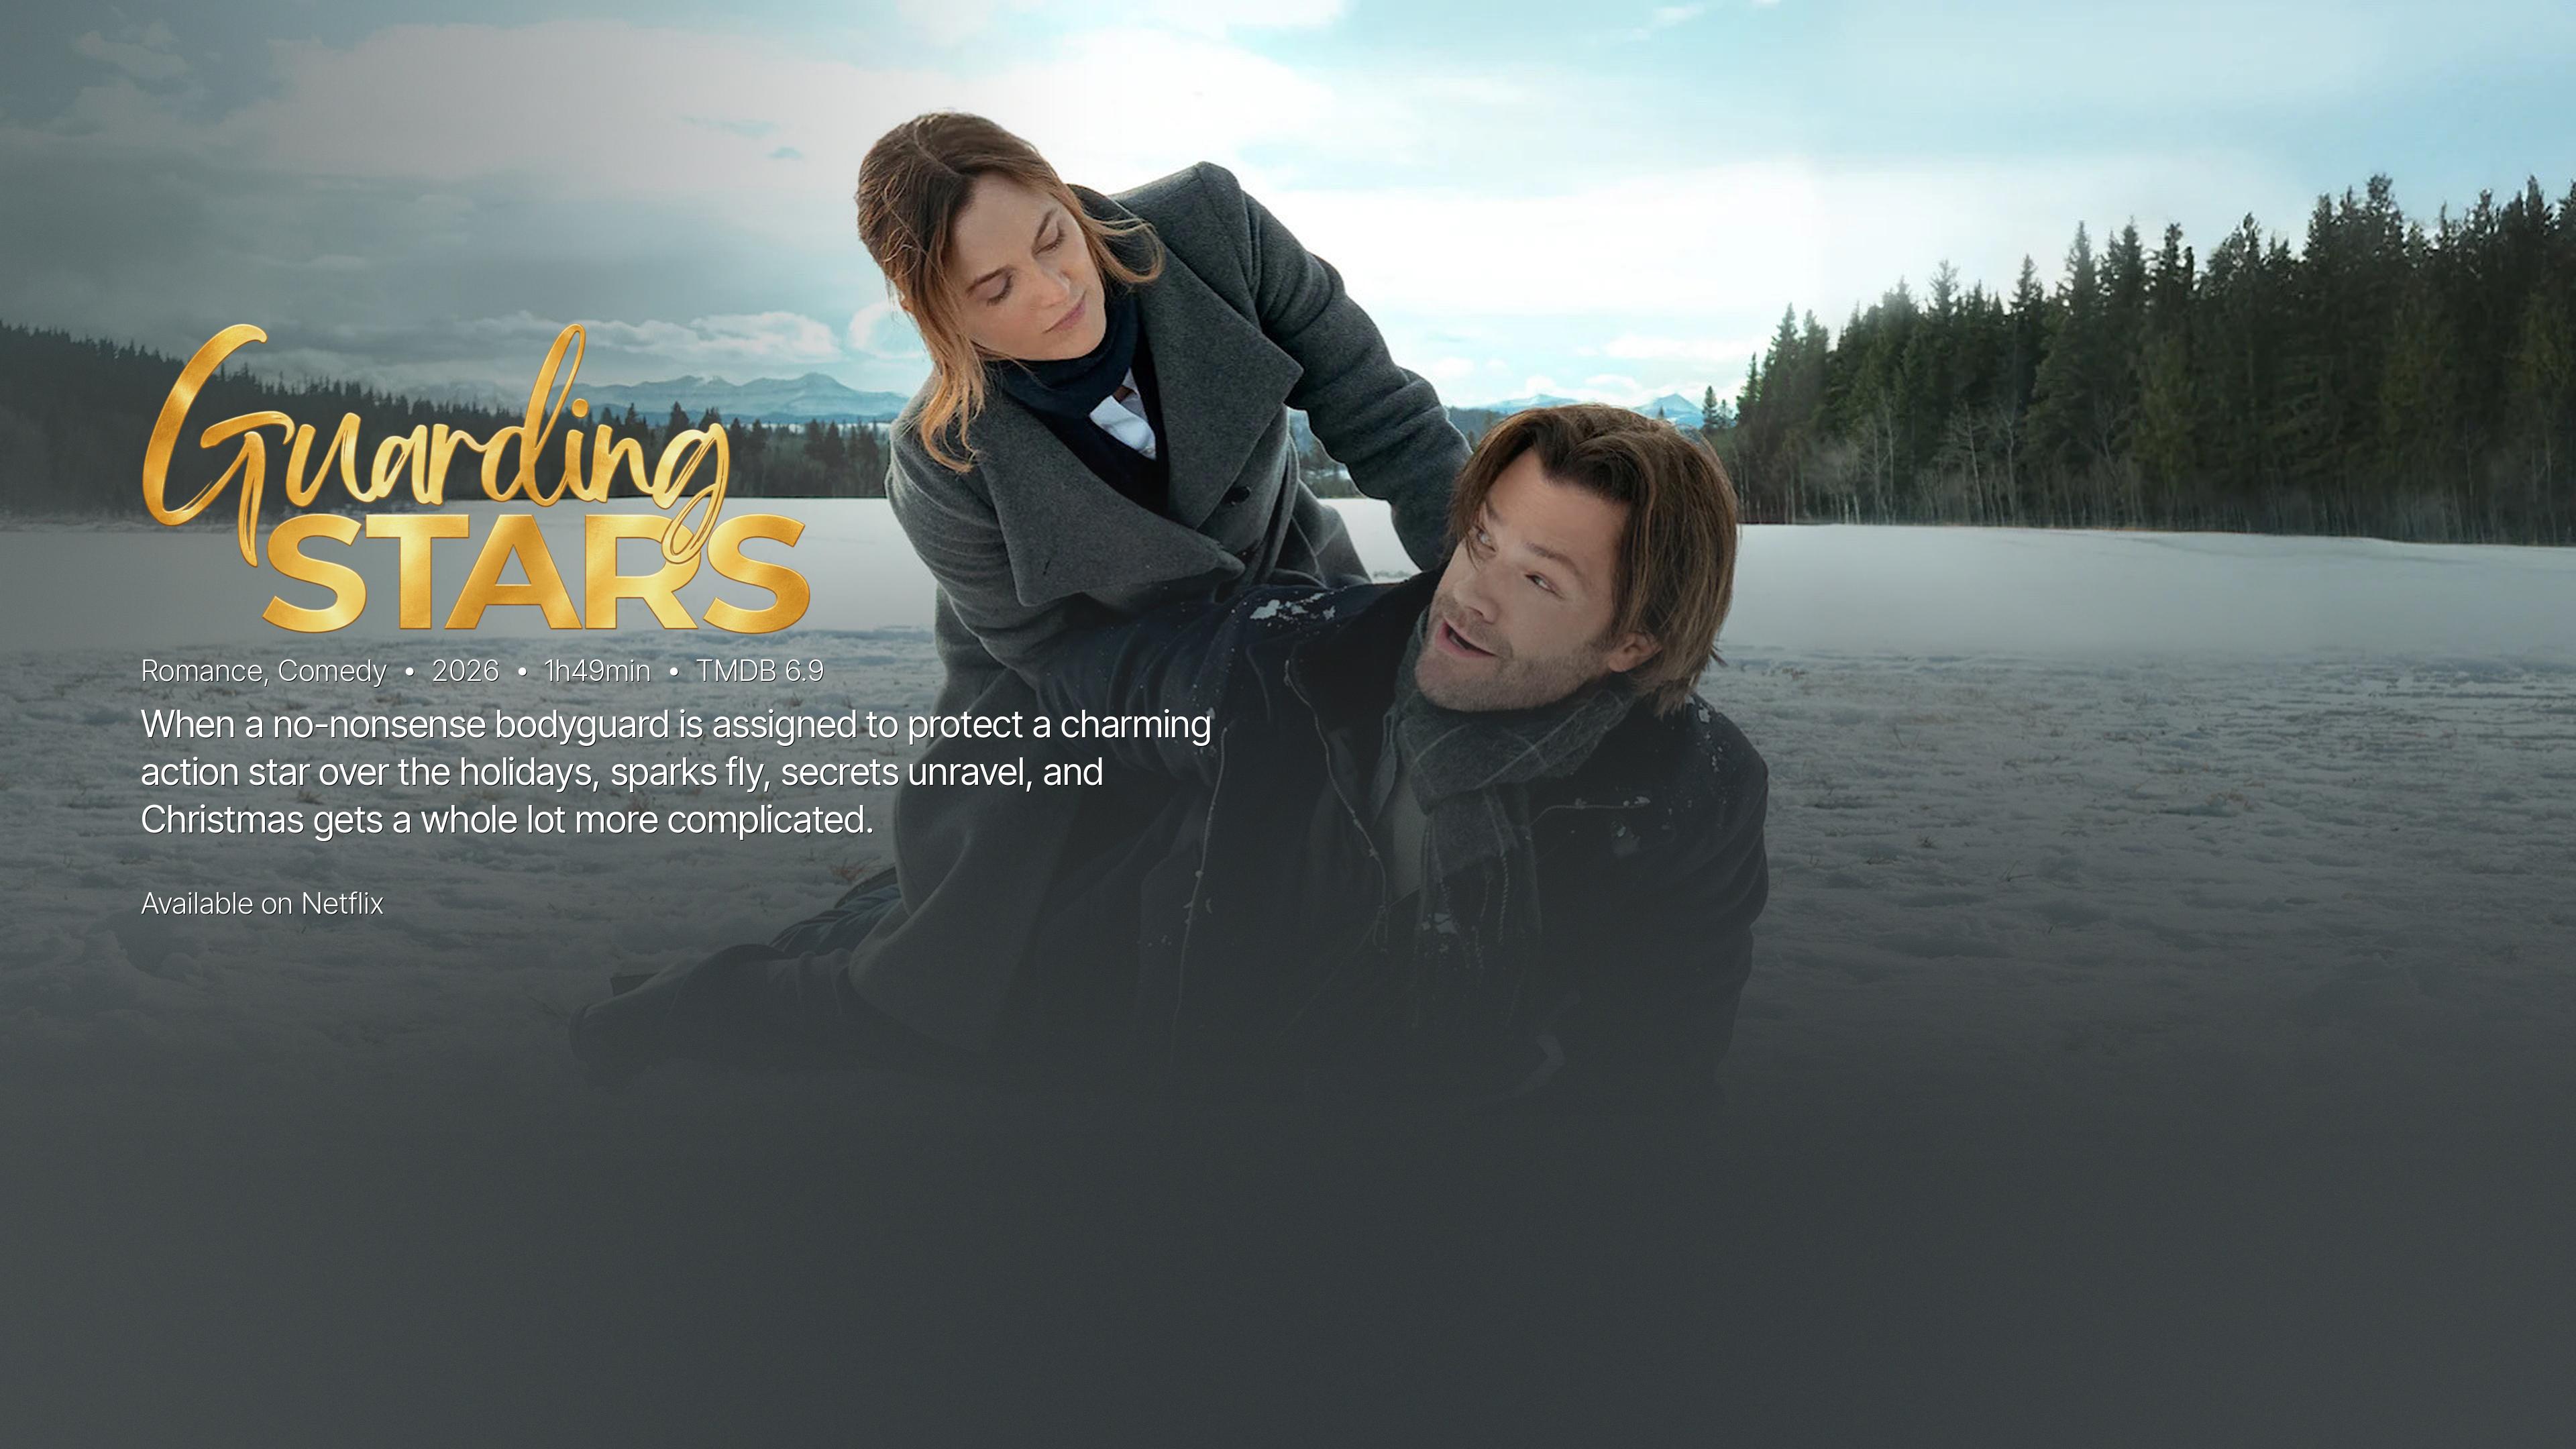 Guarding
STARS
Romance, Comedy • 2026 • 1h49min • TMDB 6.9
When a no-nonsense bodyguard is assigned to protect a charming
action star over the holidays, sparks fly, secrets unravel, and
Christmas gets a whole lot more complicated.
Available on Netflix